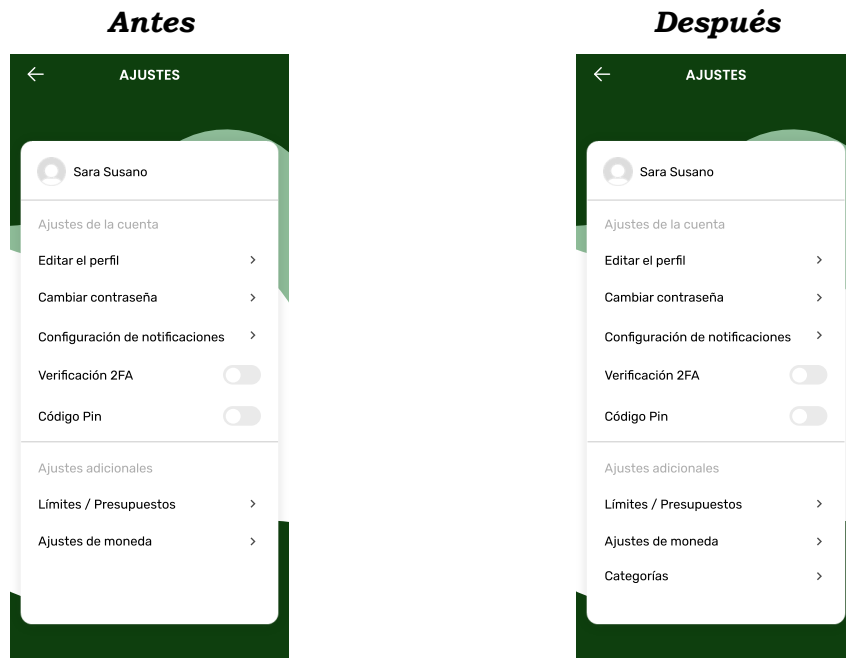 Antes
AJUSTES
Sara Susano
Ajustes de la cuenta
Editar el perfil
Cambiar contraseña
Configuración de notificaciones
Verificación 2FA
Código Pin
Ajustes adicionales
Límites / Presupuestos
Ajustes de moneda
Después
AJUSTES
Sara Susano
Ajustes de la cuenta
Editar el perfil
Cambiar contraseña
Configuración de notificaciones
Verificación 2FA
Código Pin
Ajustes adicionales
Límites / Presupuestos
Ajustes de moneda
Categorías